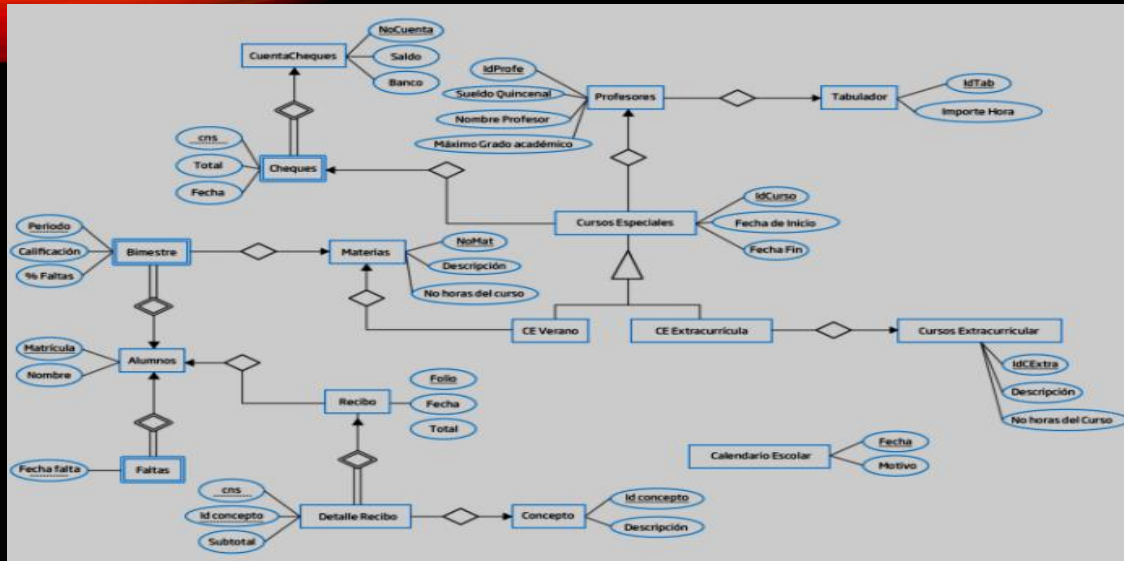 NoCuenta
CuentaCheques
Saldo
Banco
IdProfe
Sueldo Quincenal
Profesores
Nombre Profesor
Máximo Grado académico
Tabulador
IdTab
Importe Hora
cns
Total
Cheques
Fecha
Cursos Especiales
IdCurso
Fecha de Inicio
Fecha Fin
Periodo
Calificación
Bimestre
% Faltas
Materias
NoMat
Descripción
No horas del curso
CE Verano
CE Extracurrícula
Cursos Extracurrícular
IdCExtra
Descripción
No horas del Curso
Matrícula
Alumnos
Nombre
Recibo
Folio
Fecha
Total
Fecha falta
Faltas
Calendario Escolar
Fecha
Motivo
cns
Id concepto
Detalle Recibo
Subtotal
Concepto
Id concepto
Descripción